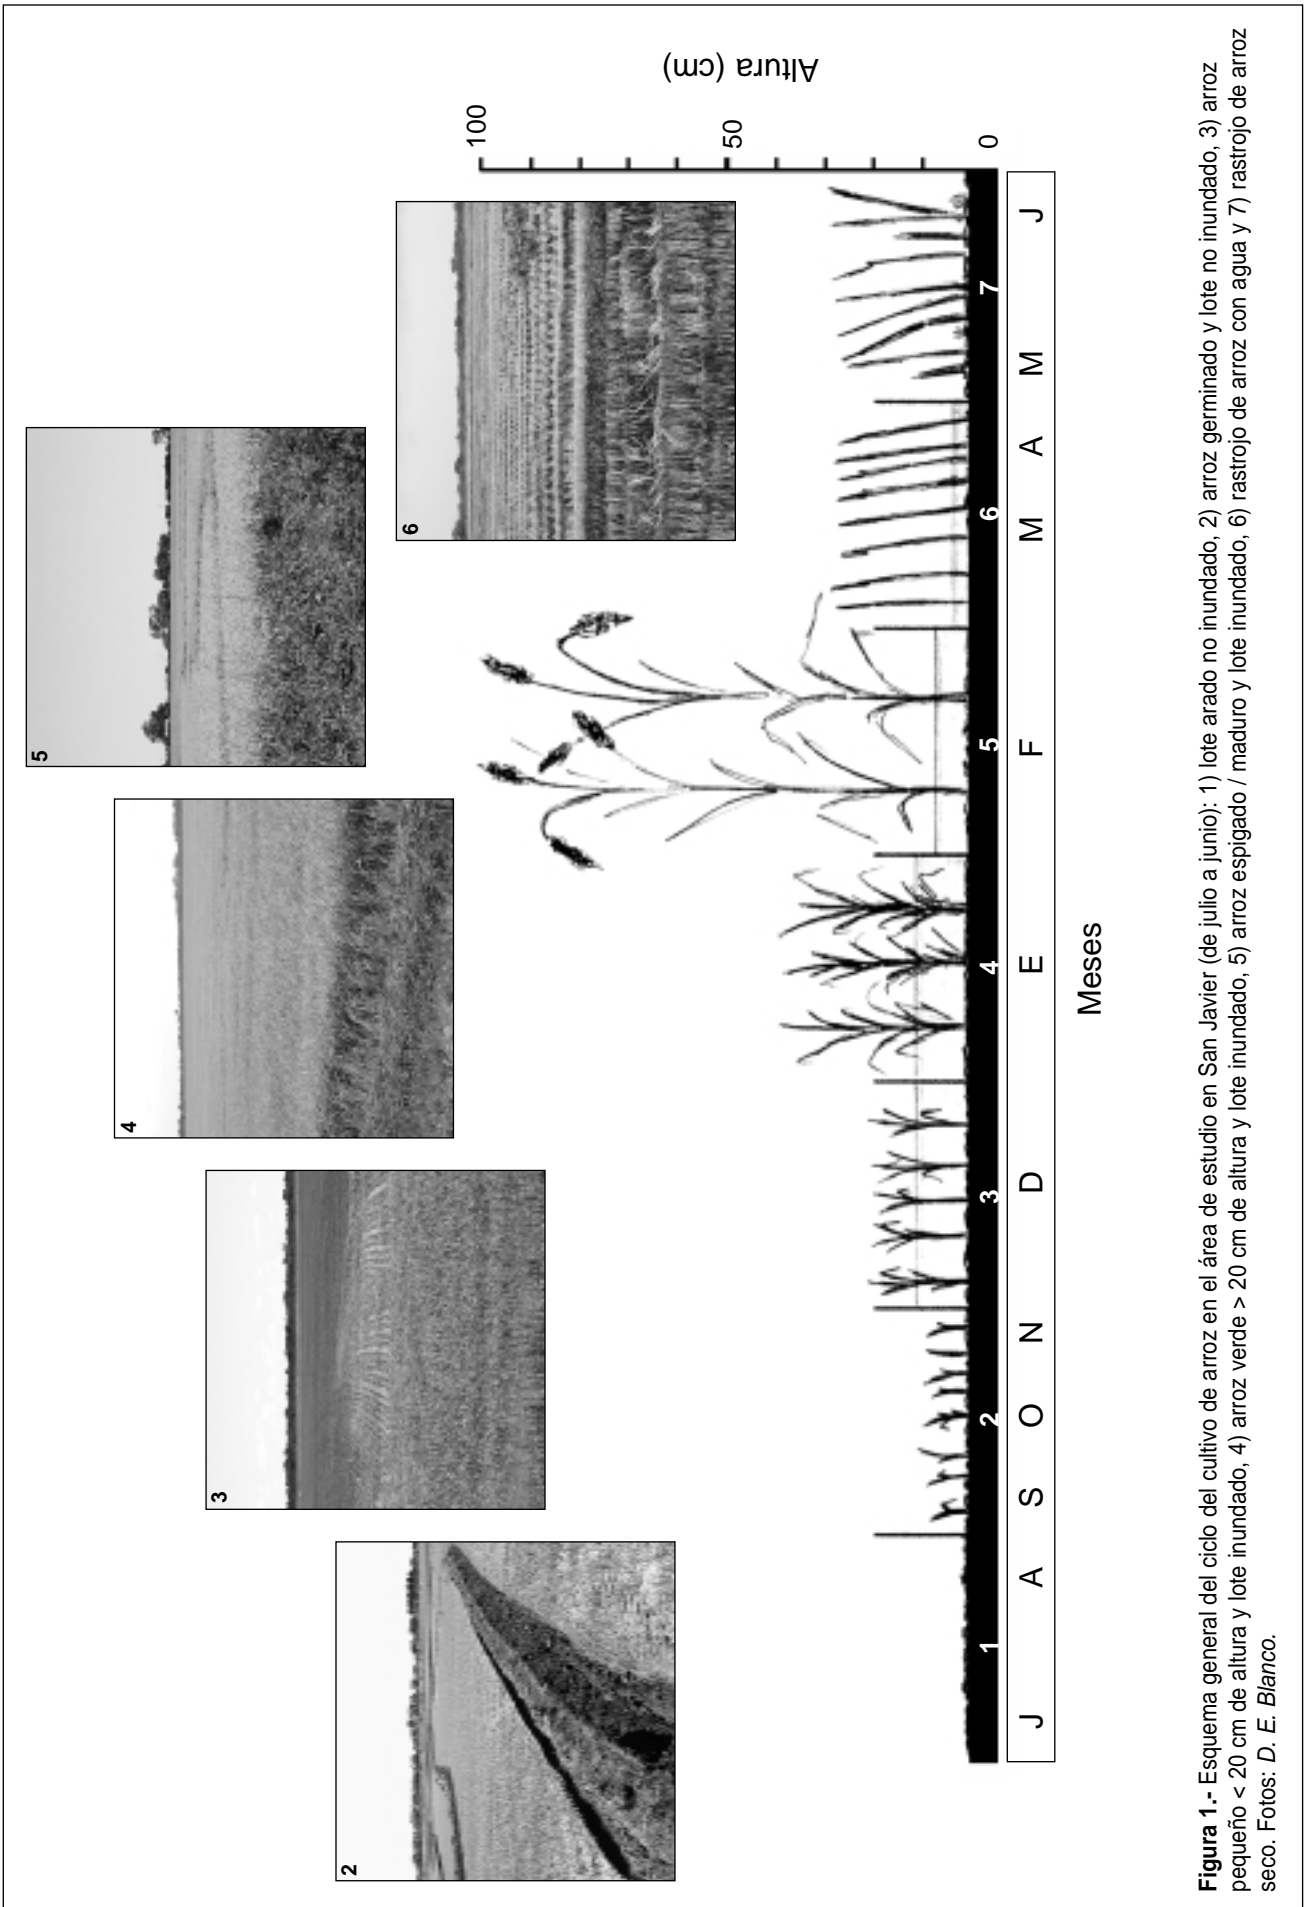 2
3
4
5
6
Altura (cm)
100
50
0
1 2 3 4 5 6 7
J A S O N D E F M A M J
Meses
Figura 1.- Esquema general del ciclo del cultivo de arroz en el área de estudio en San Javier (de julio a junio): 1) lote arado no inundado, 2) arroz germinado y lote no inundado, 3) arroz
pequeño < 20 cm de altura y lote inundado, 4) arroz verde > 20 cm de altura y lote inundado, 5) arroz espigado / maduro y lote inundado, 6) rastrojo de arroz con agua y 7) rastrojo de arroz
seco. Fotos: D. E. Blanco.